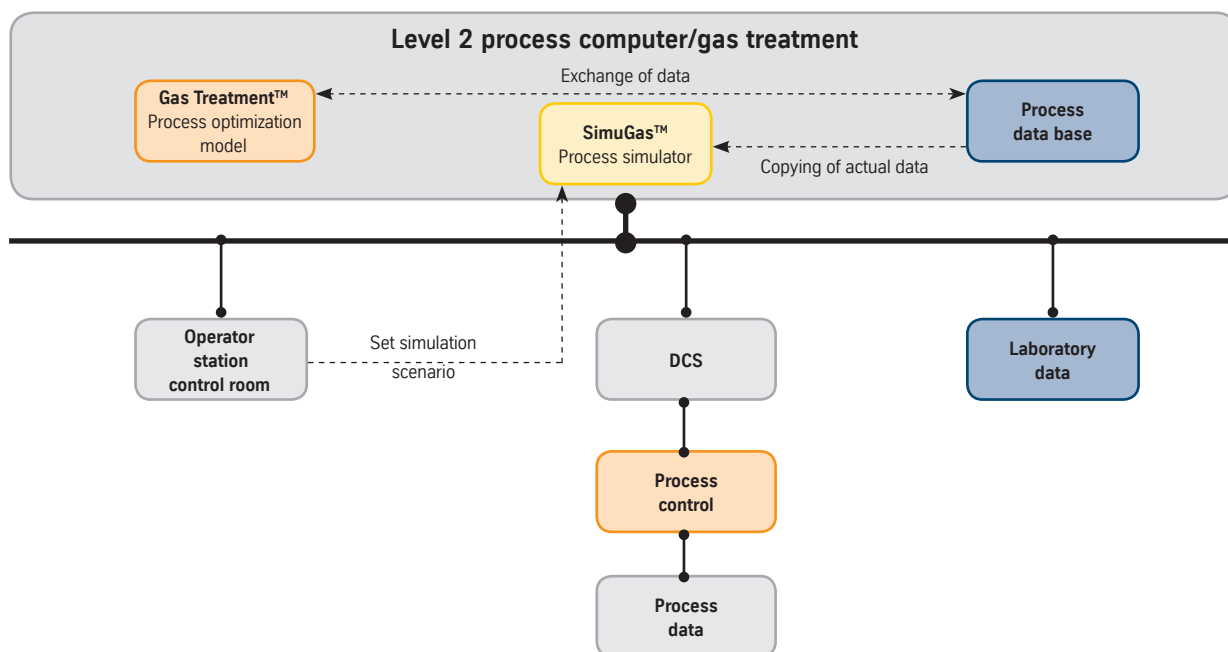 Level 2 process computer/gas treatment
Exchange of data
Gas Treatment™
Process optimization
model
SimuGas™
Process simulator
Process
data base
Copying of actual data
Operator
station
control room
Set simulation
scenario
DCS
Laboratory
data
Process
control
Process
data